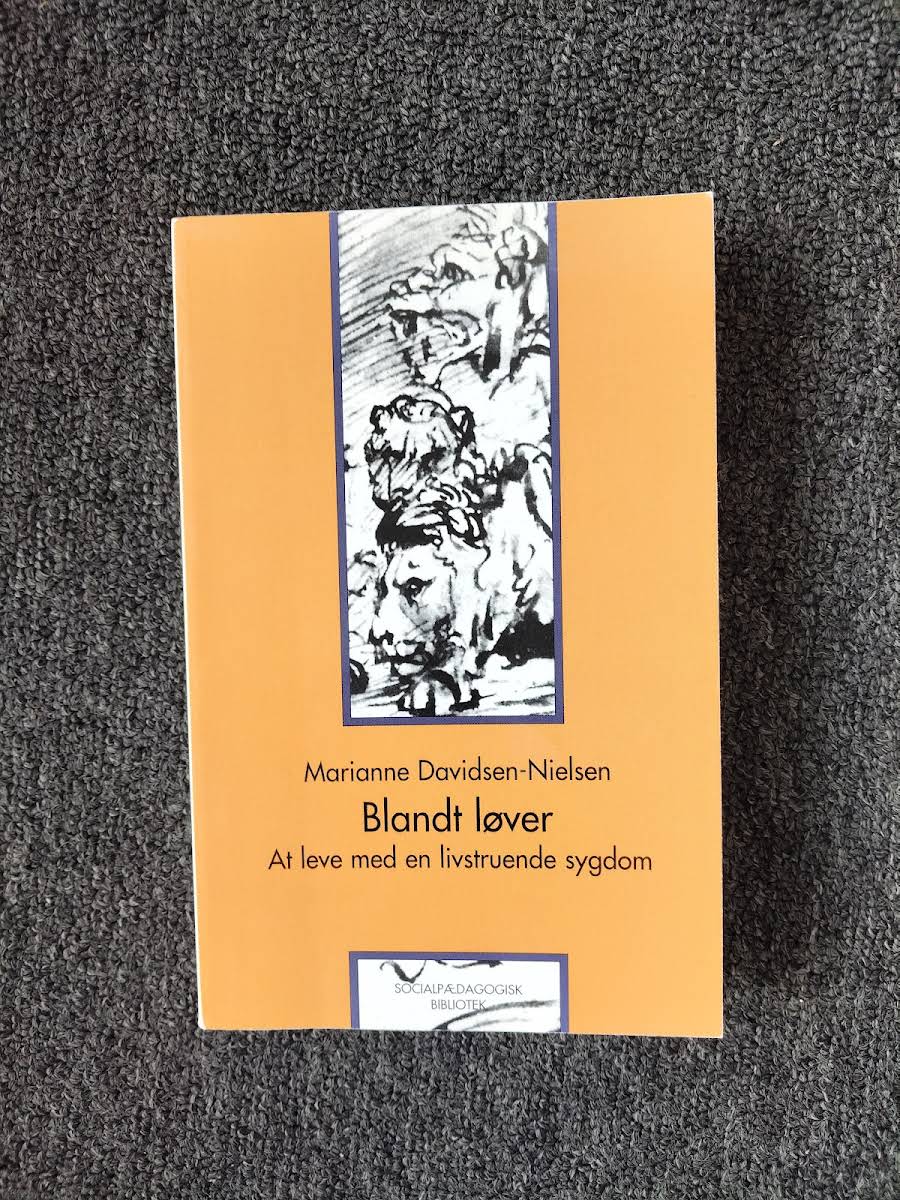 Marianne Davidsen-Nielsen
Blandt løver
At leve med en livstruende sygdom
SOCIALPÆDAGOGISK
BIBLIOTEK